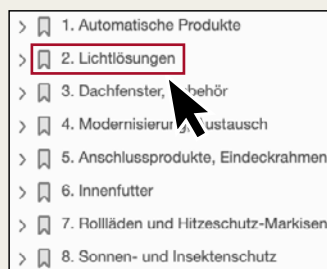 1. Automatische Produkte
2. Lichtlösungen
3. Dachfenster,
4. Modernisierung
5. Anschlussprodukte, Eindeckrahmen
6. Innenfutter
7. Rollläden und Hitzeschutz-Markisen
8. Sonnen- und Insektenschutz